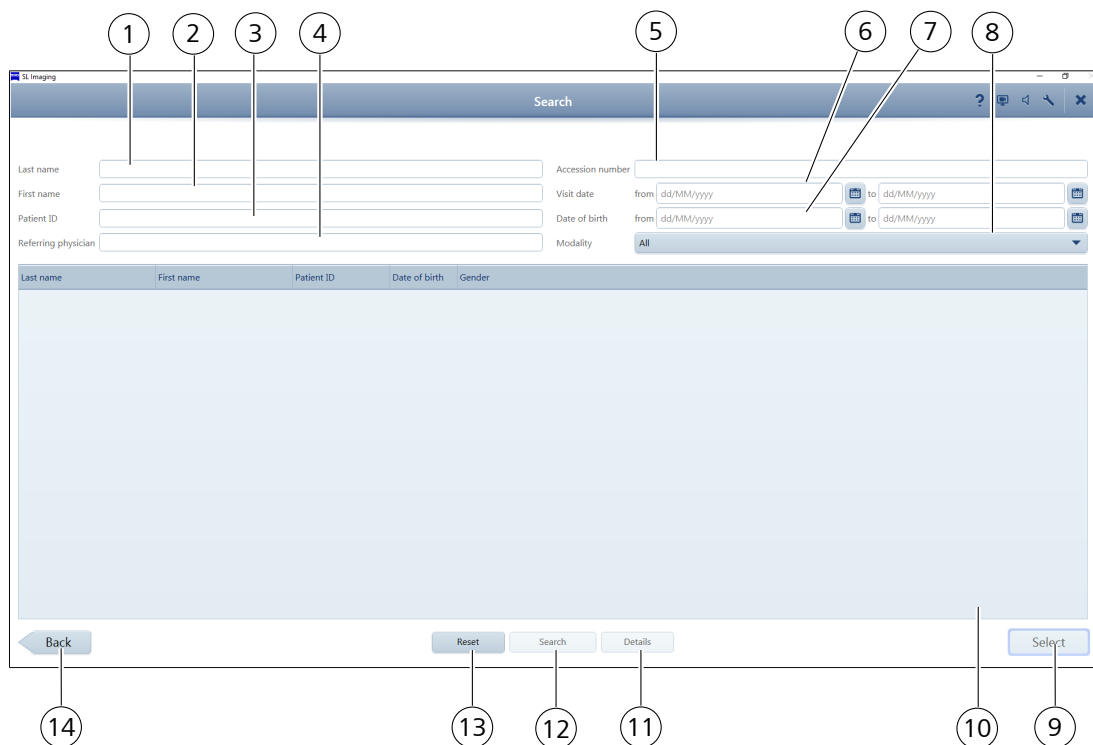 1 2 3 4 5 6 7 8
SL Imaging
Search
Last name Accession number
First name Visit date from dd/MM/yyyy to dd/MM/yyyy
Patient ID Date of birth from dd/MM/yyyy to dd/MM/yyyy
Referring physician Modality All
Last name First name Patient ID Date of birth Gender
Back Reset Search Details Select
14 13 12 11 10 9